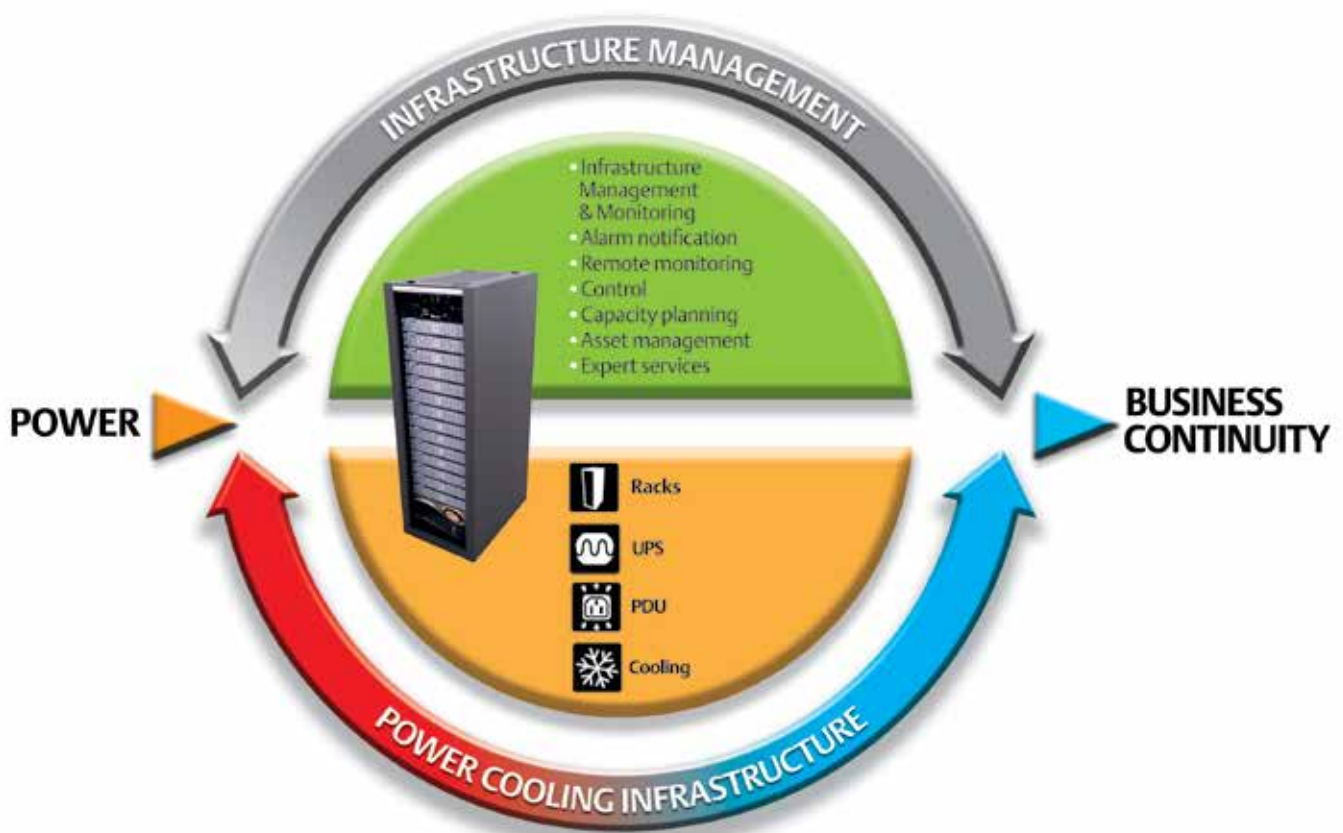 INFRASTRUCTURE MANAGEMENT
• Infrastructure
Management
& Monitoring
• Alarm notification
• Remote monitoring
• Control
• Capacity planning
• Asset management
• Expert services
POWER
BUSINESS
CONTINUITY
Racks
UPS
PDU
Cooling
POWER COOLING INFRASTRUCTURE